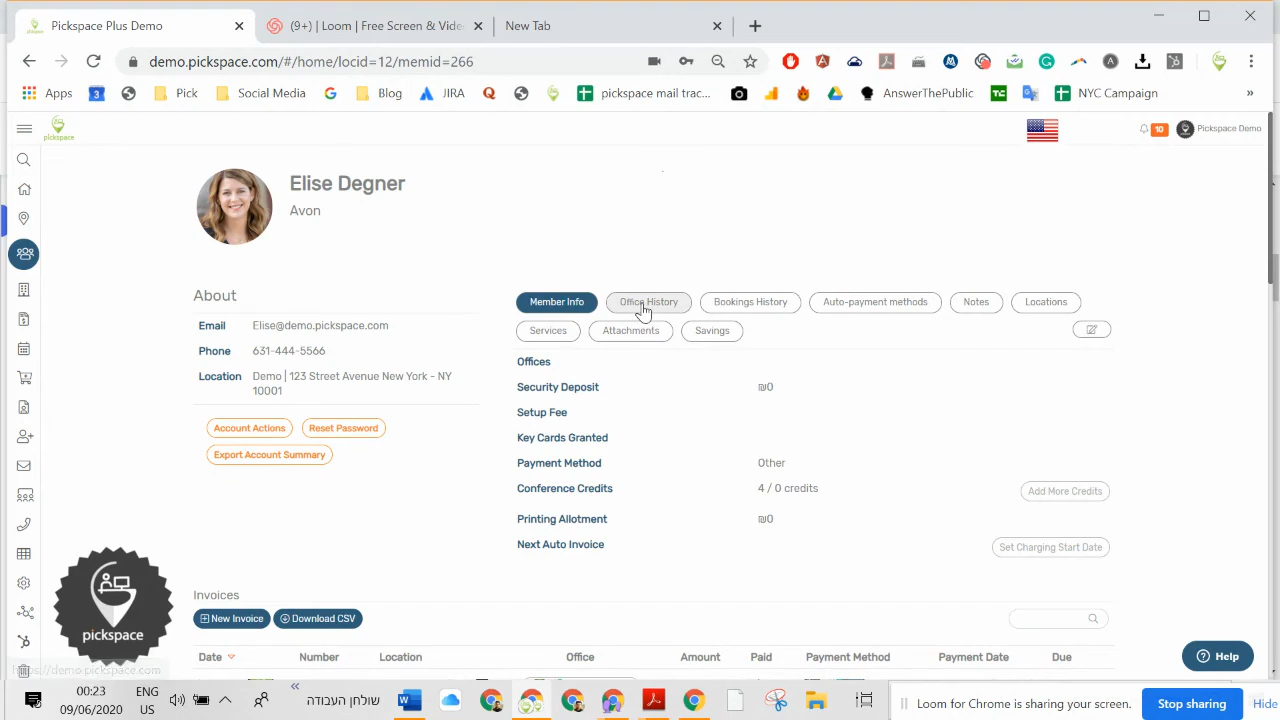 Pickspace Plus Demo
(9+) | Loom | Free Screen & Vide
New Tab
demo.pickspace.com/#/home/locid=12/memid=266
Apps
Pick
Social Media
Blog
JIRA
pickspace mail trac...
AnswerThePublic
NYC Campaign
»
pickspace
10
Pickspace Demo
Elise Degner
Avon
About
Email Elise@demo.pickspace.com
Phone 631-444-5566
Location Demo | 123 Street Avenue New York - NY
10001
Account Actions
Reset Password
Export Account Summary
Member Info
Office History
Bookings History
Auto-payment methods
Notes
Locations
Services
Attachments
Savings
Offices
Security Deposit ₪0
Setup Fee
Key Cards Granted
Payment Method Other
Conference Credits 4 / 0 credits
Add More Credits
Printing Allotment ₪0
Next Auto Invoice
Set Charging Start Date
Invoices
New Invoice
Download CSV
Date Number Location Office Amount Paid Payment Method Payment Date Due
pickspace
Help
https://demo.pickspace.com
00:23
09/06/2020
ENG
US
שולחן העבודה
Loom for Chrome is sharing your screen.
Stop sharing
Hide